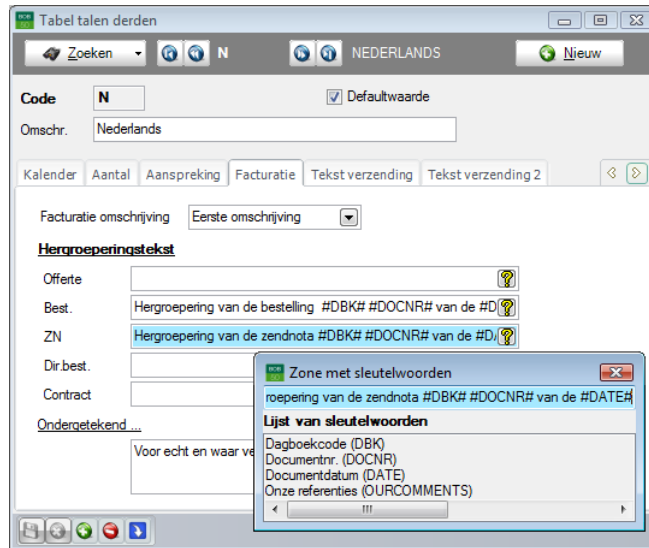 Tabel talen derden
Zoeken N NEDERLANDS Nieuw
Code N Defaultwaarde
Omschr. Nederlands
Kalender Aantal Aanspreking Facturatie Tekst verzending Tekst verzending 2
Facturatie omschrijving Eerste omschrijving
Hergroeperingstekst
Offerte
Best. Hergroepering van de bestelling #DBK# #DOCNR# van de #D
ZN Hergroepering van de zendnota #DBK# #DOCNR# van de #D
Dir.best.
Contract
Ondergetekend ...
Voor echt en waar ve
Zone met sleutelwoorden
roepering van de zendnota #DBK# #DOCNR# van de #DATE#
Lijst van sleutelwoorden
Dagboekcode (DBK)
Documentnr. (DOCNR)
Documentdatum (DATE)
Onze referenties (OURCOMMENTS)